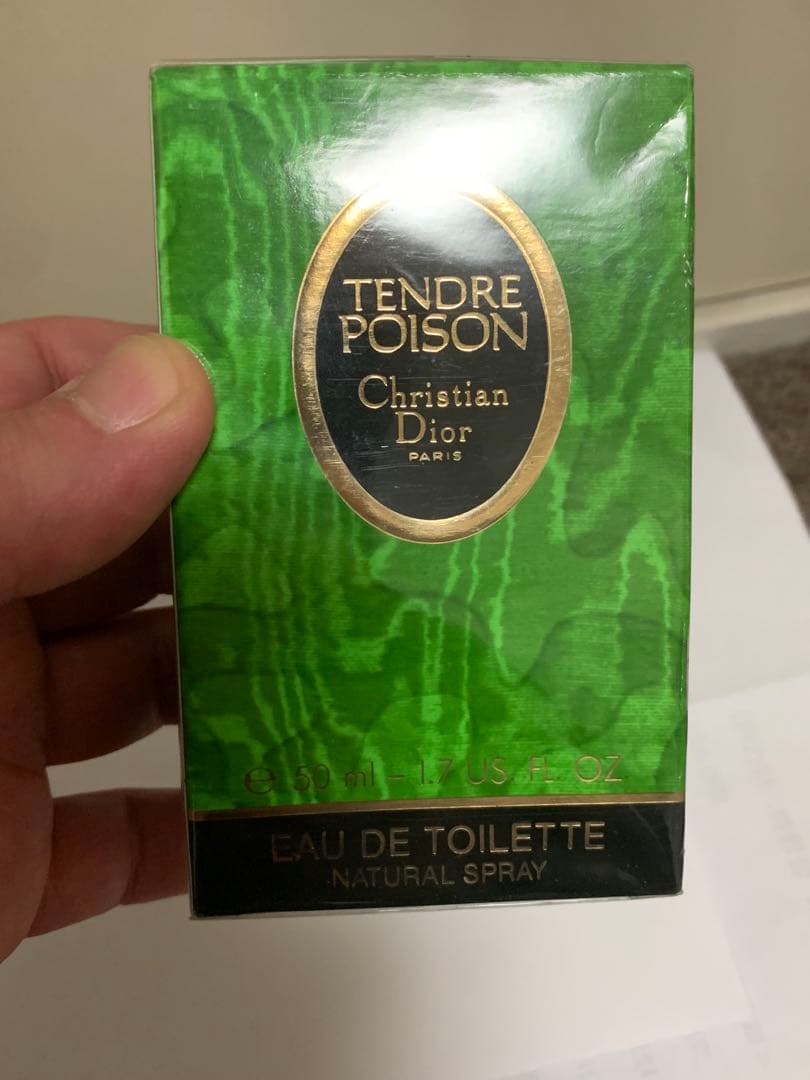 TENDRE
POISON
Christian
Dior
PARIS
℮ 50 ml - 1.7 US. FL. OZ
EAU DE TOILETTE
NATURAL SPRAY